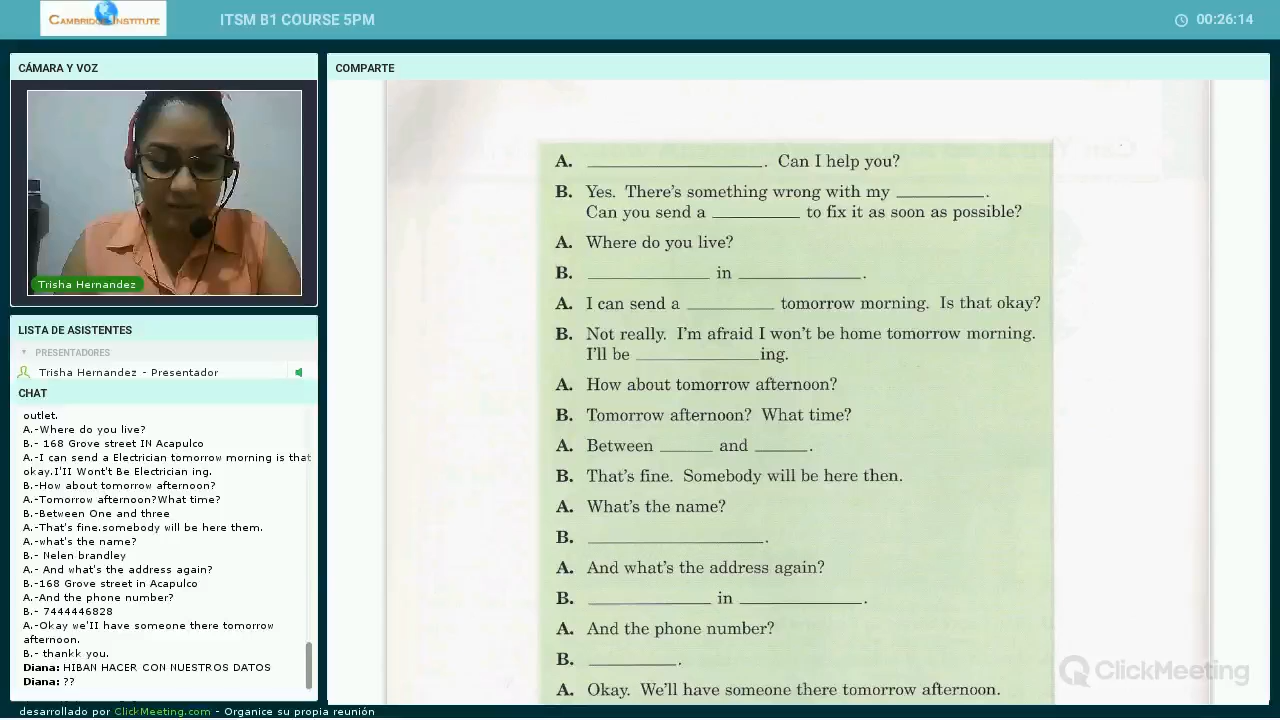 CAMBRIDGE INSTITUTE
ITSM B1 COURSE 5PM
00:26:14
CÁMARA Y VOZ
Trisha Hernandez
LISTA DE ASISTENTES
PRESENTADORES
Trisha Hernandez - Presentador
CHAT
outlet.
A.-Where do you live?
B.- 168 Grove street IN Acapulco
A.-I can send a Electrician tomorrow morning is that
okay.I'II Wont't Be Electrician ing.
B.-How about tomorrow afternoon?
A.-Tomorrow afternoon?What time?
B.-Between One and three
A.-That's fine.somebody will be here them.
A.-what's the name?
B.- Nelen brandley
A.- And what's the address again?
B.-168 Grove street in Acapulco
A.-And the phone number?
B.- 7444446828
A.-Okay we'II have someone there tomorrow
afternoon.
B.- thankk you.
Diana: HIBAN HACER CON NUESTROS DATOS
Diana: ??
COMPARTE
A. ____________________. Can I help you?
B. Yes. There's something wrong with my __________.
Can you send a __________ to fix it as soon as possible?
A. Where do you live?
B. ______________ in ______________.
A. I can send a __________ tomorrow morning. Is that okay?
B. Not really. I'm afraid I won't be home tomorrow morning.
I'll be ______________ing.
A. How about tomorrow afternoon?
B. Tomorrow afternoon? What time?
A. Between ______ and ______.
B. That's fine. Somebody will be here then.
A. What's the name?
B. ____________________.
A. And what's the address again?
B. ______________ in ______________.
A. And the phone number?
B. __________.
A. Okay. We'll have someone there tomorrow afternoon.
ClickMeeting
desarrollado por ClickMeeting.com - Organice su propia reunión